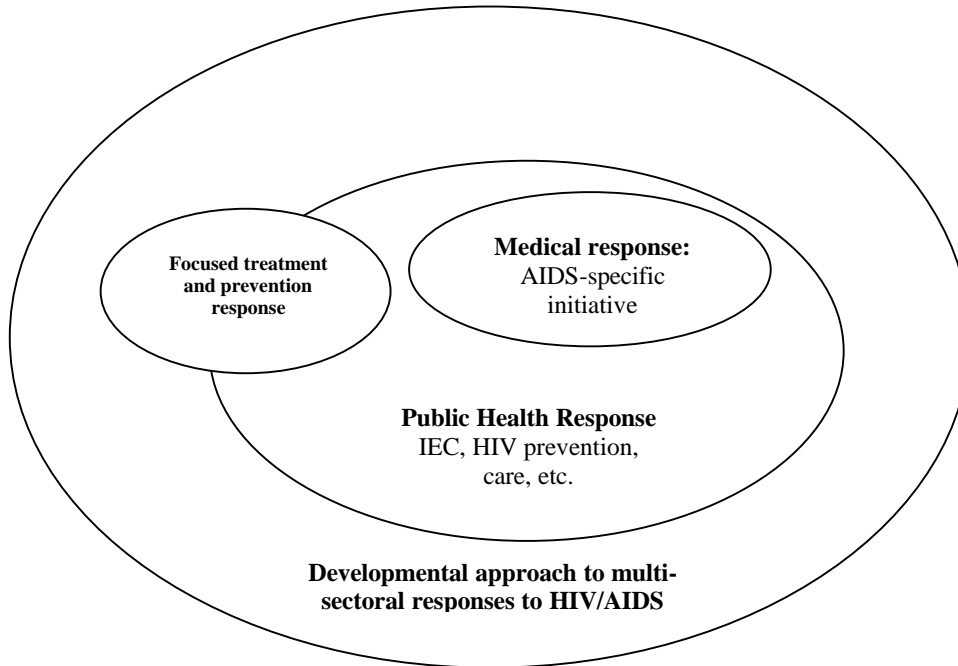 Focused treatment
and prevention
response
Medical response:
AIDS-specific
initiative
Public Health Response
IEC, HIV prevention,
care, etc.
Developmental approach to multi-
sectoral responses to HIV/AIDS